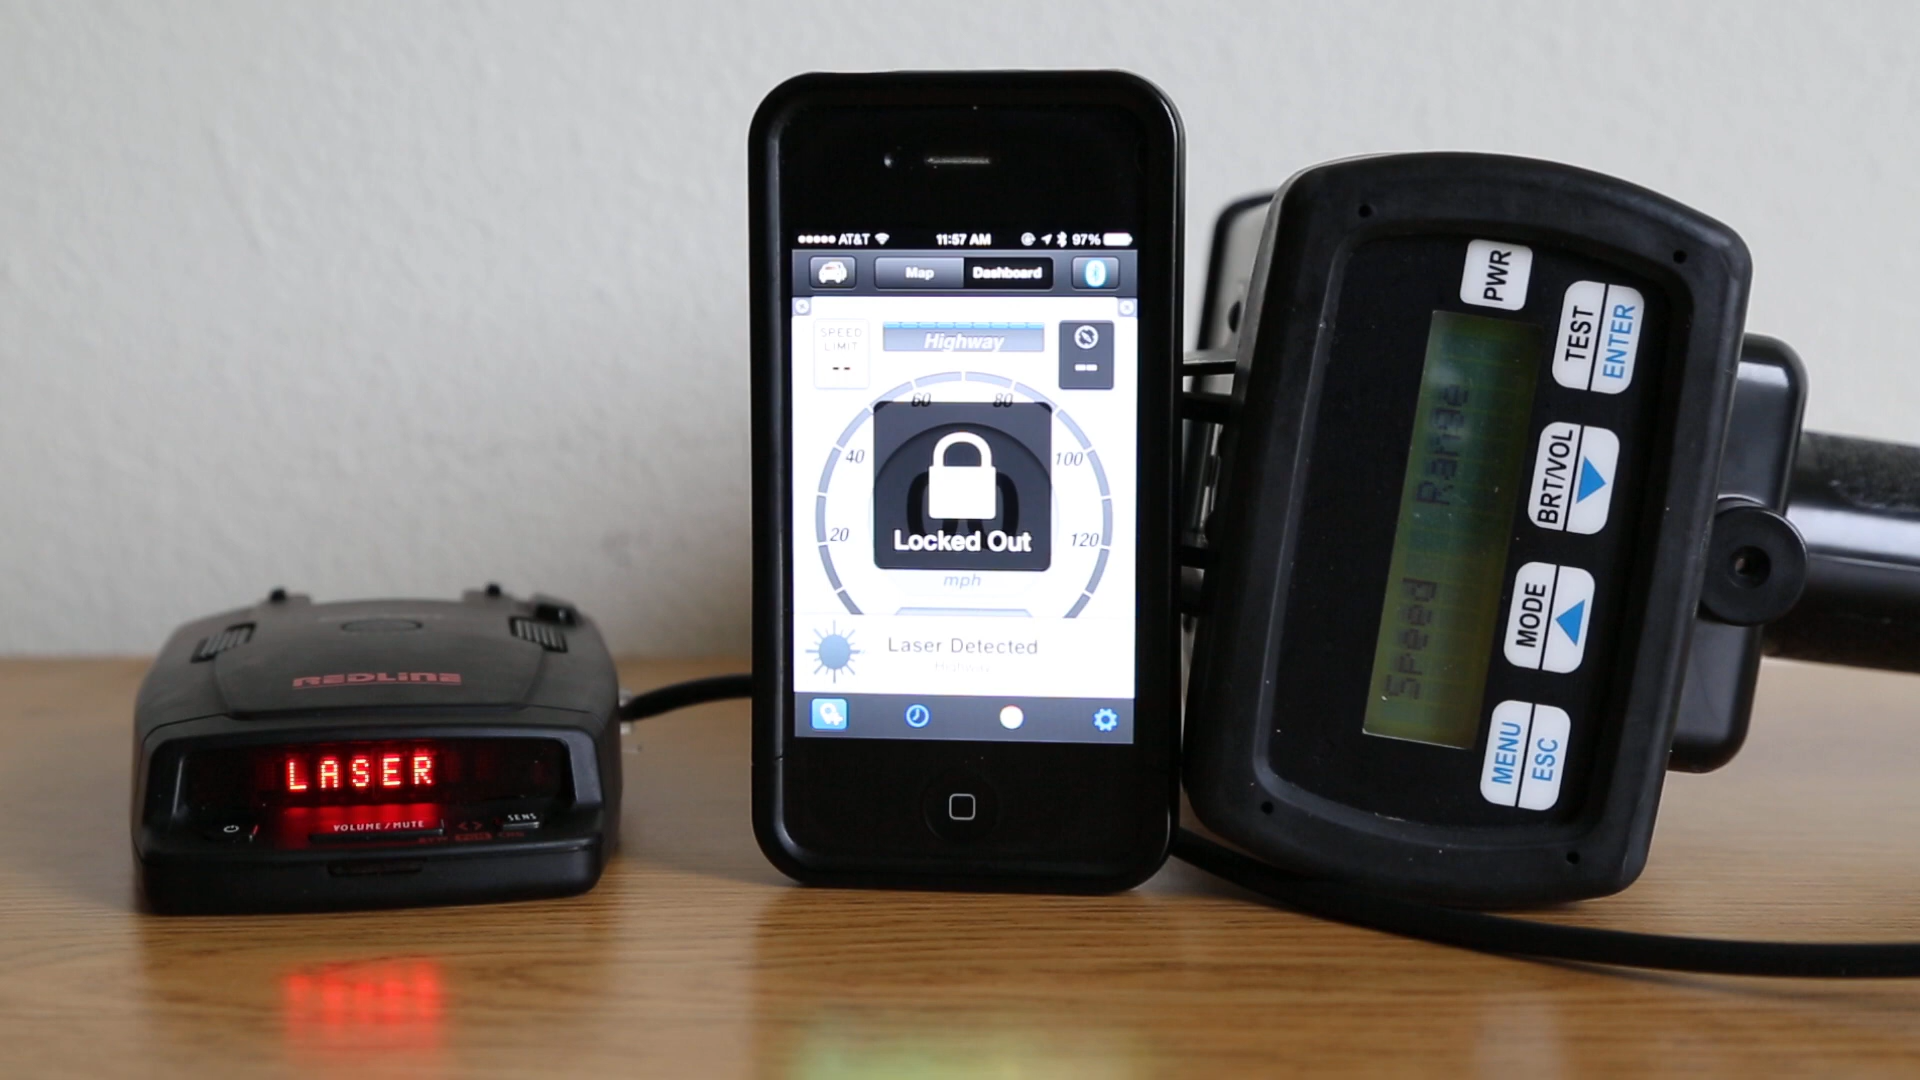 REDLINE
LASER
VOLUME/MUTE
SENS
AT&T
11:57 AM
97%
Map
Dashboard
SPEED
LIMIT
--
Highway
--
60
80
40
100
20
120
Locked Out
mph
Laser Detected
Highway
PWR
TEST
ENTER
BRT/VOL
MODE
MENU
ESC
Speed Range